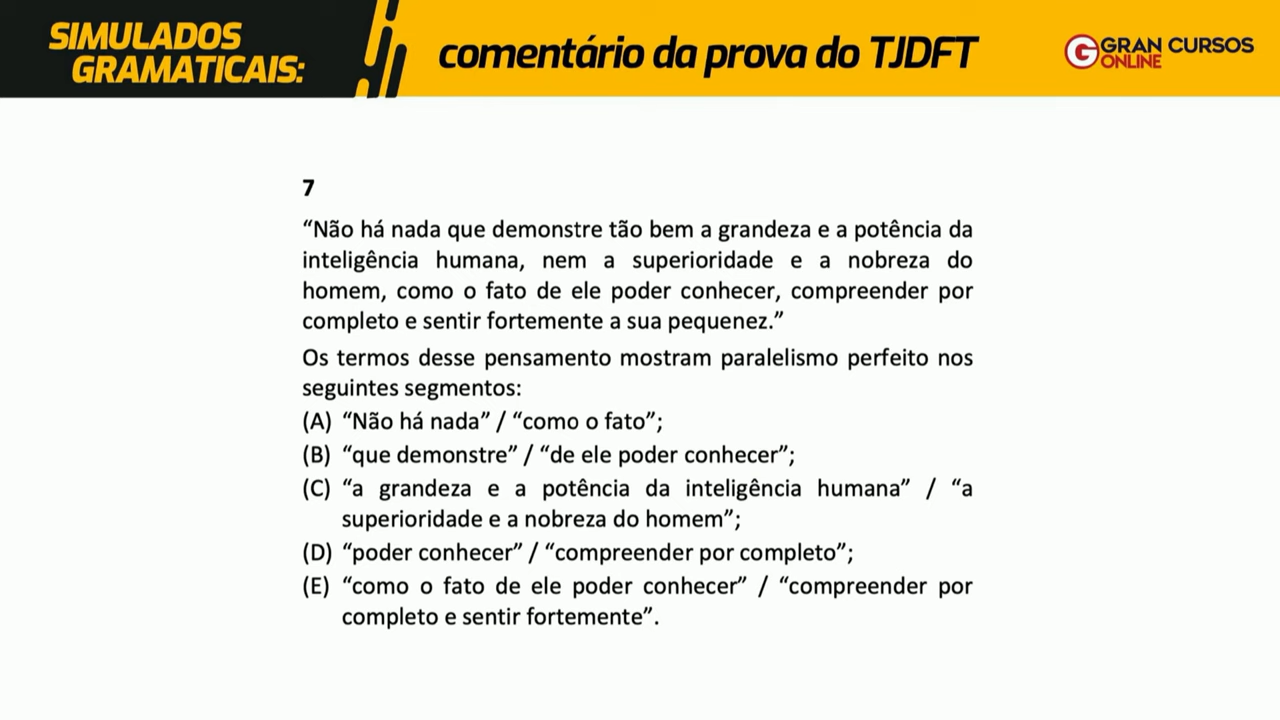 SIMULADOS
GRAMATICAIS:
comentário da prova do TJDFT
G GRAN CURSOS
ONLINE
7
“Não há nada que demonstre tão bem a grandeza e a potência da
inteligência humana, nem a superioridade e a nobreza do
homem, como o fato de ele poder conhecer, compreender por
completo e sentir fortemente a sua pequenez.”
Os termos desse pensamento mostram paralelismo perfeito nos
seguintes segmentos:
(A) “Não há nada” / “como o fato”;
(B) “que demonstre” / “de ele poder conhecer”;
(C) “a grandeza e a potência da inteligência humana” / “a
superioridade e a nobreza do homem”;
(D) “poder conhecer” / “compreender por completo”;
(E) “como o fato de ele poder conhecer” / “compreender por
completo e sentir fortemente”.